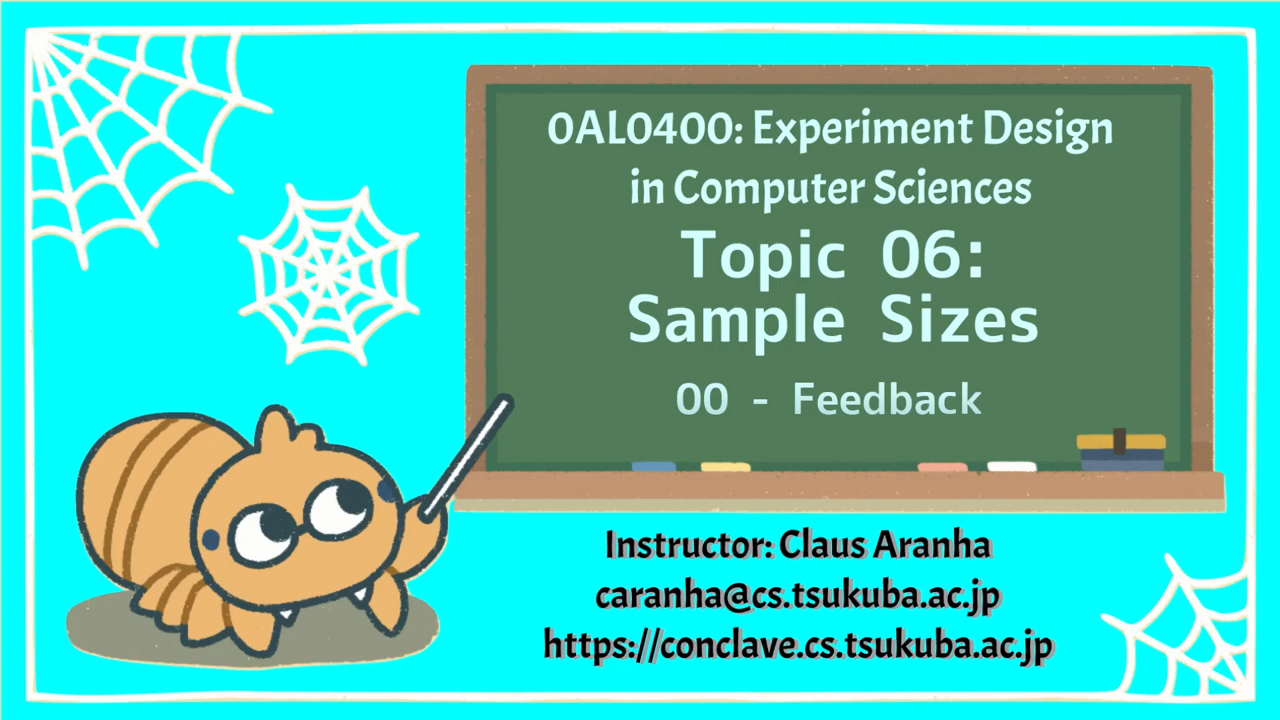 0AL0400: Experiment Design
in Computer Sciences
Topic 06:
Sample Sizes
00 - Feedback
Instructor: Claus Aranha
caranha@cs.tsukuba.ac.jp
https://conclave.cs.tsukuba.ac.jp